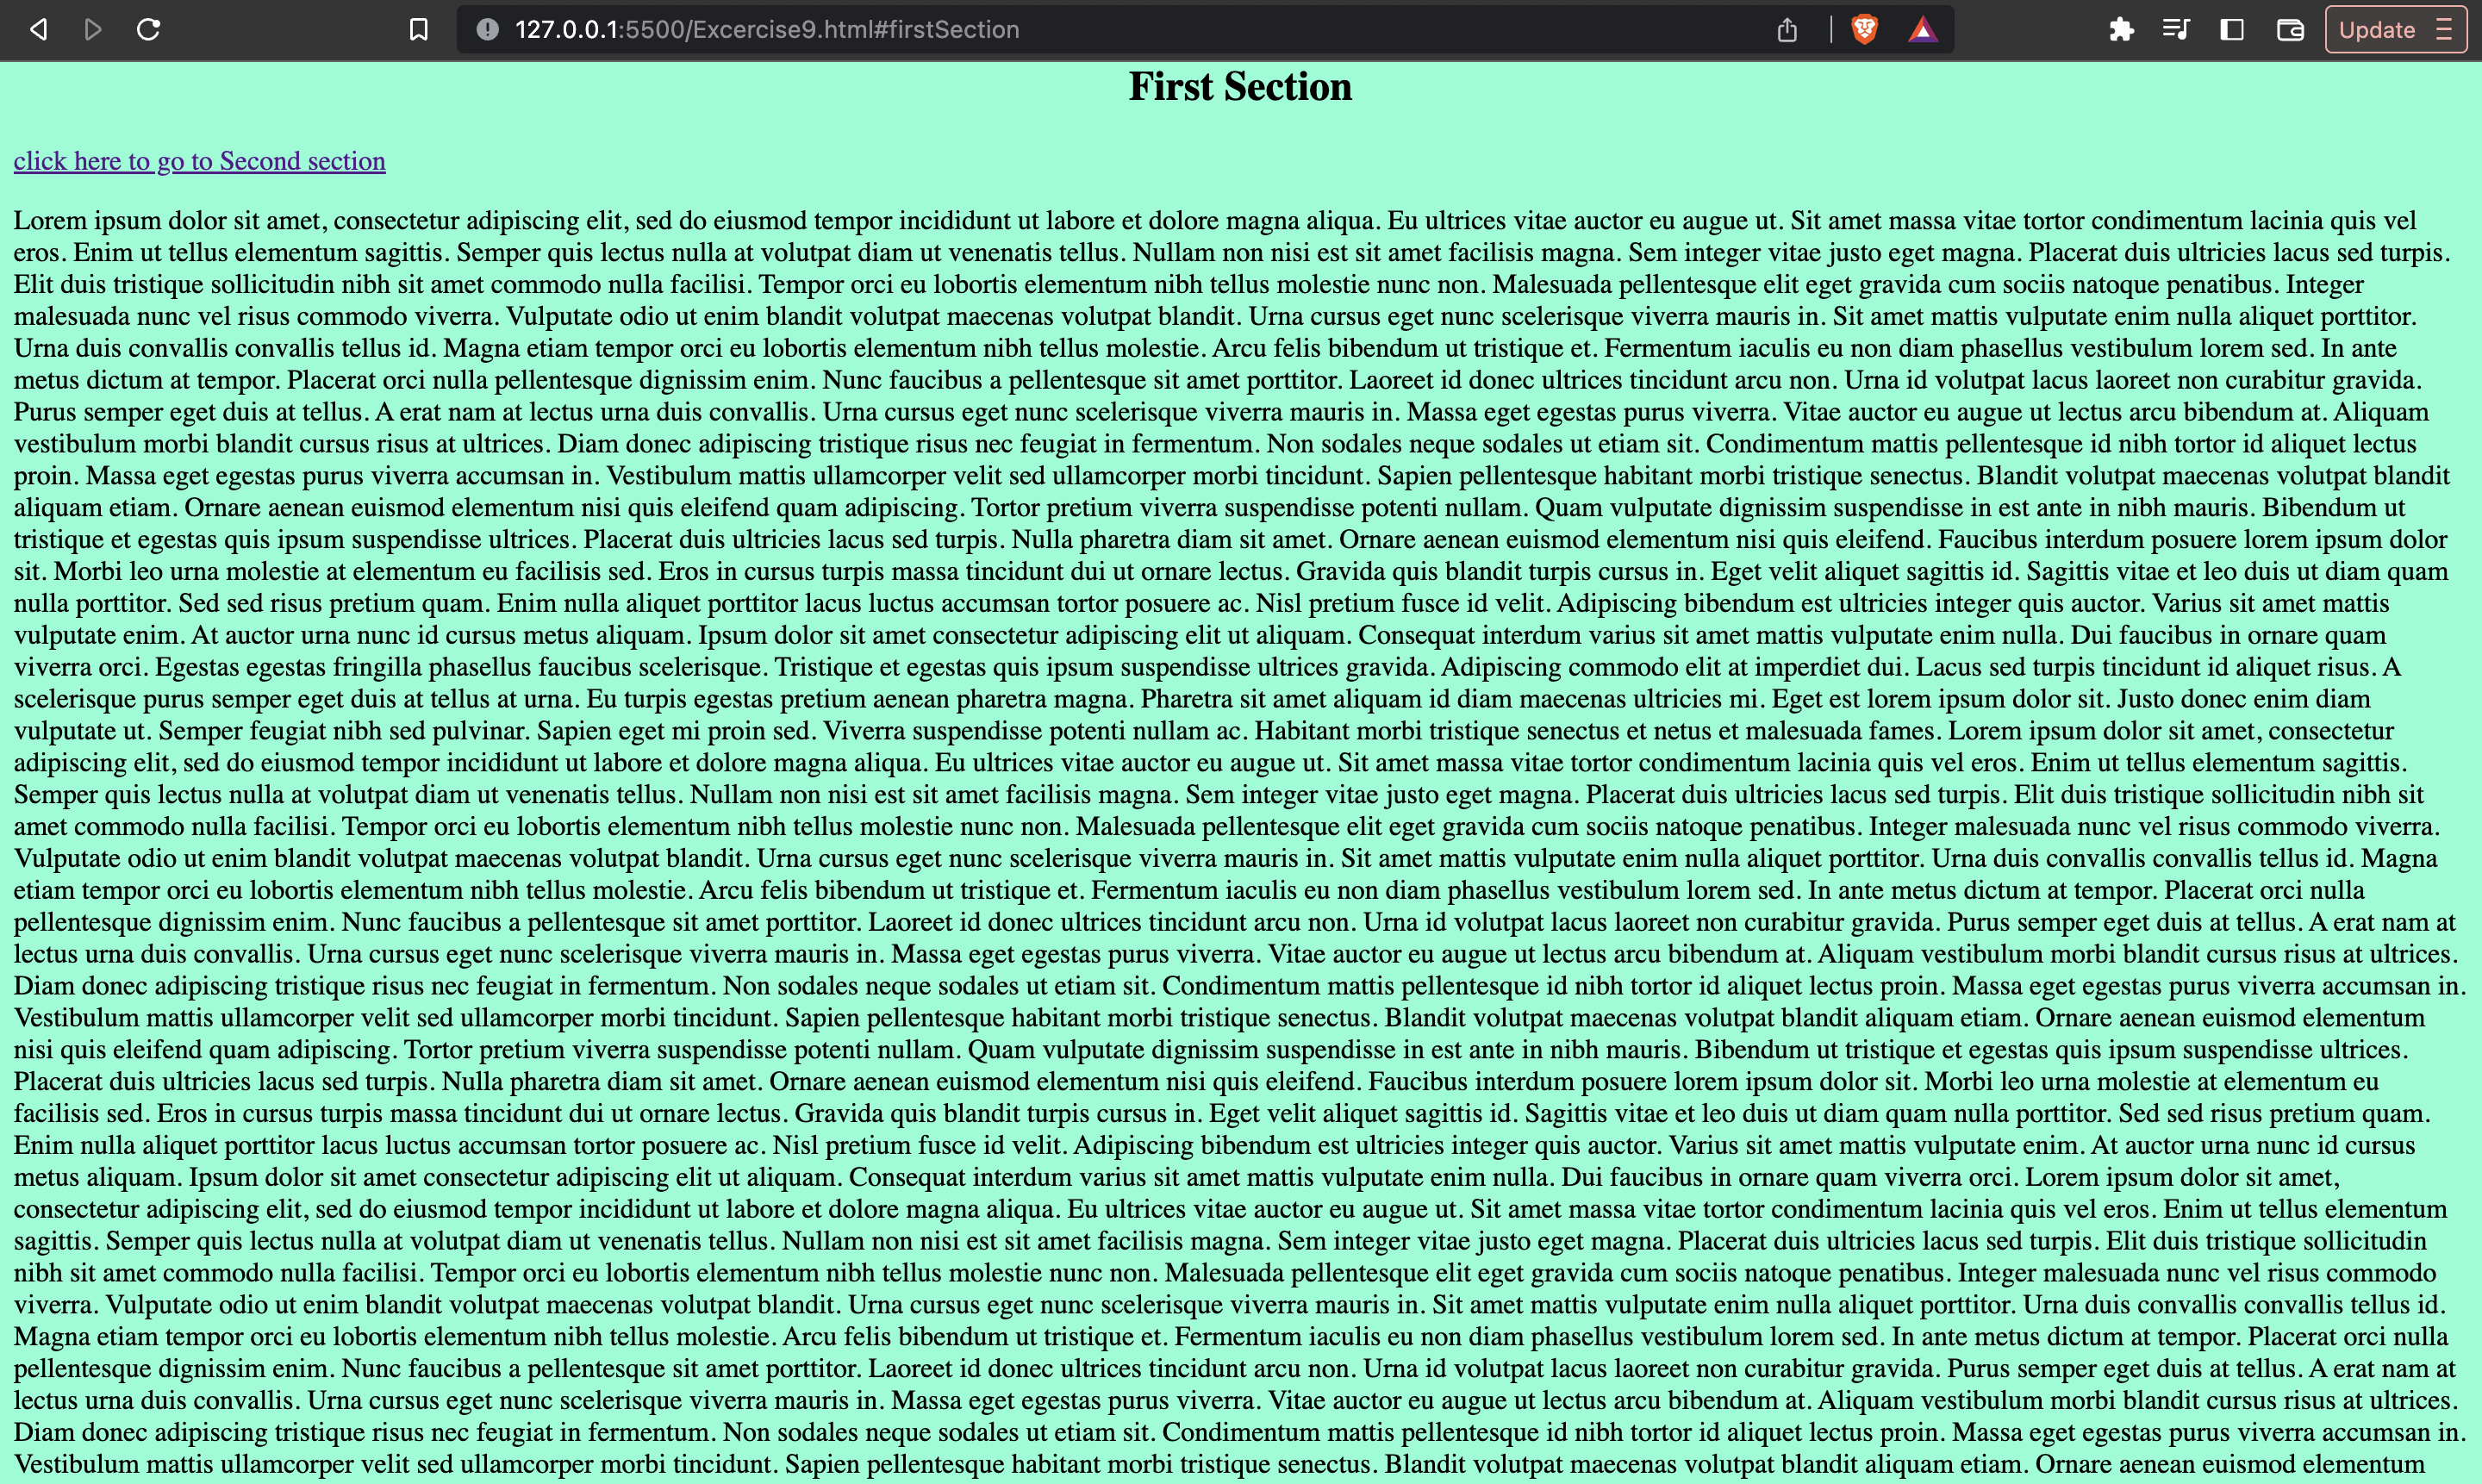 127.0.0.1:5500/Excercise9.html#firstSection
Update
First Section
click here to go to Second section
Lorem ipsum dolor sit amet, consectetur adipiscing elit, sed do eiusmod tempor incididunt ut labore et dolore magna aliqua. Eu ultrices vitae auctor eu augue ut. Sit amet massa vitae tortor condimentum lacinia quis vel
eros. Enim ut tellus elementum sagittis. Semper quis lectus nulla at volutpat diam ut venenatis tellus. Nullam non nisi est sit amet facilisis magna. Sem integer vitae justo eget magna. Placerat duis ultricies lacus sed turpis.
Elit duis tristique sollicitudin nibh sit amet commodo nulla facilisi. Tempor orci eu lobortis elementum nibh tellus molestie nunc non. Malesuada pellentesque elit eget gravida cum sociis natoque penatibus. Integer
malesuada nunc vel risus commodo viverra. Vulputate odio ut enim blandit volutpat maecenas volutpat blandit. Urna cursus eget nunc scelerisque viverra mauris in. Sit amet mattis vulputate enim nulla aliquet porttitor.
Urna duis convallis convallis tellus id. Magna etiam tempor orci eu lobortis elementum nibh tellus molestie. Arcu felis bibendum ut tristique et. Fermentum iaculis eu non diam phasellus vestibulum lorem sed. In ante
metus dictum at tempor. Placerat orci nulla pellentesque dignissim enim. Nunc faucibus a pellentesque sit amet porttitor. Laoreet id donec ultrices tincidunt arcu non. Urna id volutpat lacus laoreet non curabitur gravida.
Purus semper eget duis at tellus. A erat nam at lectus urna duis convallis. Urna cursus eget nunc scelerisque viverra mauris in. Massa eget egestas purus viverra. Vitae auctor eu augue ut lectus arcu bibendum at. Aliquam
vestibulum morbi blandit cursus risus at ultrices. Diam donec adipiscing tristique risus nec feugiat in fermentum. Non sodales neque sodales ut etiam sit. Condimentum mattis pellentesque id nibh tortor id aliquet lectus
proin. Massa eget egestas purus viverra accumsan in. Vestibulum mattis ullamcorper velit sed ullamcorper morbi tincidunt. Sapien pellentesque habitant morbi tristique senectus. Blandit volutpat maecenas volutpat blandit
aliquam etiam. Ornare aenean euismod elementum nisi quis eleifend quam adipiscing. Tortor pretium viverra suspendisse potenti nullam. Quam vulputate dignissim suspendisse in est ante in nibh mauris. Bibendum ut
tristique et egestas quis ipsum suspendisse ultrices. Placerat duis ultricies lacus sed turpis. Nulla pharetra diam sit amet. Ornare aenean euismod elementum nisi quis eleifend. Faucibus interdum posuere lorem ipsum dolor
sit. Morbi leo urna molestie at elementum eu facilisis sed. Eros in cursus turpis massa tincidunt dui ut ornare lectus. Gravida quis blandit turpis cursus in. Eget velit aliquet sagittis id. Sagittis vitae et leo duis ut diam quam
nulla porttitor. Sed sed risus pretium quam. Enim nulla aliquet porttitor lacus luctus accumsan tortor posuere ac. Nisl pretium fusce id velit. Adipiscing bibendum est ultricies integer quis auctor. Varius sit amet mattis
vulputate enim. At auctor urna nunc id cursus metus aliquam. Ipsum dolor sit amet consectetur adipiscing elit ut aliquam. Consequat interdum varius sit amet mattis vulputate enim nulla. Dui faucibus in ornare quam
viverra orci. Egestas egestas fringilla phasellus faucibus scelerisque. Tristique et egestas quis ipsum suspendisse ultrices gravida. Adipiscing commodo elit at imperdiet dui. Lacus sed turpis tincidunt id aliquet risus. A
scelerisque purus semper eget duis at tellus at urna. Eu turpis egestas pretium aenean pharetra magna. Pharetra sit amet aliquam id diam maecenas ultricies mi. Eget est lorem ipsum dolor sit. Justo donec enim diam
vulputate ut. Semper feugiat nibh sed pulvinar. Sapien eget mi proin sed. Viverra suspendisse potenti nullam ac. Habitant morbi tristique senectus et netus et malesuada fames. Lorem ipsum dolor sit amet, consectetur
adipiscing elit, sed do eiusmod tempor incididunt ut labore et dolore magna aliqua. Eu ultrices vitae auctor eu augue ut. Sit amet massa vitae tortor condimentum lacinia quis vel eros. Enim ut tellus elementum sagittis.
Semper quis lectus nulla at volutpat diam ut venenatis tellus. Nullam non nisi est sit amet facilisis magna. Sem integer vitae justo eget magna. Placerat duis ultricies lacus sed turpis. Elit duis tristique sollicitudin nibh sit
amet commodo nulla facilisi. Tempor orci eu lobortis elementum nibh tellus molestie nunc non. Malesuada pellentesque elit eget gravida cum sociis natoque penatibus. Integer malesuada nunc vel risus commodo viverra.
Vulputate odio ut enim blandit volutpat maecenas volutpat blandit. Urna cursus eget nunc scelerisque viverra mauris in. Sit amet mattis vulputate enim nulla aliquet porttitor. Urna duis convallis convallis tellus id. Magna
etiam tempor orci eu lobortis elementum nibh tellus molestie. Arcu felis bibendum ut tristique et. Fermentum iaculis eu non diam phasellus vestibulum lorem sed. In ante metus dictum at tempor. Placerat orci nulla
pellentesque dignissim enim. Nunc faucibus a pellentesque sit amet porttitor. Laoreet id donec ultrices tincidunt arcu non. Urna id volutpat lacus laoreet non curabitur gravida. Purus semper eget duis at tellus. A erat nam at
lectus urna duis convallis. Urna cursus eget nunc scelerisque viverra mauris in. Massa eget egestas purus viverra. Vitae auctor eu augue ut lectus arcu bibendum at. Aliquam vestibulum morbi blandit cursus risus at ultrices.
Diam donec adipiscing tristique risus nec feugiat in fermentum. Non sodales neque sodales ut etiam sit. Condimentum mattis pellentesque id nibh tortor id aliquet lectus proin. Massa eget egestas purus viverra accumsan in.
Vestibulum mattis ullamcorper velit sed ullamcorper morbi tincidunt. Sapien pellentesque habitant morbi tristique senectus. Blandit volutpat maecenas volutpat blandit aliquam etiam. Ornare aenean euismod elementum
nisi quis eleifend quam adipiscing. Tortor pretium viverra suspendisse potenti nullam. Quam vulputate dignissim suspendisse in est ante in nibh mauris. Bibendum ut tristique et egestas quis ipsum suspendisse ultrices.
Placerat duis ultricies lacus sed turpis. Nulla pharetra diam sit amet. Ornare aenean euismod elementum nisi quis eleifend. Faucibus interdum posuere lorem ipsum dolor sit. Morbi leo urna molestie at elementum eu
facilisis sed. Eros in cursus turpis massa tincidunt dui ut ornare lectus. Gravida quis blandit turpis cursus in. Eget velit aliquet sagittis id. Sagittis vitae et leo duis ut diam quam nulla porttitor. Sed sed risus pretium quam.
Enim nulla aliquet porttitor lacus luctus accumsan tortor posuere ac. Nisl pretium fusce id velit. Adipiscing bibendum est ultricies integer quis auctor. Varius sit amet mattis vulputate enim. At auctor urna nunc id cursus
metus aliquam. Ipsum dolor sit amet consectetur adipiscing elit ut aliquam. Consequat interdum varius sit amet mattis vulputate enim nulla. Dui faucibus in ornare quam viverra orci. Lorem ipsum dolor sit amet,
consectetur adipiscing elit, sed do eiusmod tempor incididunt ut labore et dolore magna aliqua. Eu ultrices vitae auctor eu augue ut. Sit amet massa vitae tortor condimentum lacinia quis vel eros. Enim ut tellus elementum
sagittis. Semper quis lectus nulla at volutpat diam ut venenatis tellus. Nullam non nisi est sit amet facilisis magna. Sem integer vitae justo eget magna. Placerat duis ultricies lacus sed turpis. Elit duis tristique sollicitudin
nibh sit amet commodo nulla facilisi. Tempor orci eu lobortis elementum nibh tellus molestie nunc non. Malesuada pellentesque elit eget gravida cum sociis natoque penatibus. Integer malesuada nunc vel risus commodo
viverra. Vulputate odio ut enim blandit volutpat maecenas volutpat blandit. Urna cursus eget nunc scelerisque viverra mauris in. Sit amet mattis vulputate enim nulla aliquet porttitor. Urna duis convallis convallis tellus id.
Magna etiam tempor orci eu lobortis elementum nibh tellus molestie. Arcu felis bibendum ut tristique et. Fermentum iaculis eu non diam phasellus vestibulum lorem sed. In ante metus dictum at tempor. Placerat orci nulla
pellentesque dignissim enim. Nunc faucibus a pellentesque sit amet porttitor. Laoreet id donec ultrices tincidunt arcu non. Urna id volutpat lacus laoreet non curabitur gravida. Purus semper eget duis at tellus. A erat nam at
lectus urna duis convallis. Urna cursus eget nunc scelerisque viverra mauris in. Massa eget egestas purus viverra. Vitae auctor eu augue ut lectus arcu bibendum at. Aliquam vestibulum morbi blandit cursus risus at ultrices.
Diam donec adipiscing tristique risus nec feugiat in fermentum. Non sodales neque sodales ut etiam sit. Condimentum mattis pellentesque id nibh tortor id aliquet lectus proin. Massa eget egestas purus viverra accumsan in.
Vestibulum mattis ullamcorper velit sed ullamcorper morbi tincidunt. Sapien pellentesque habitant morbi tristique senectus. Blandit volutpat maecenas volutpat blandit aliquam etiam. Ornare aenean euismod elementum